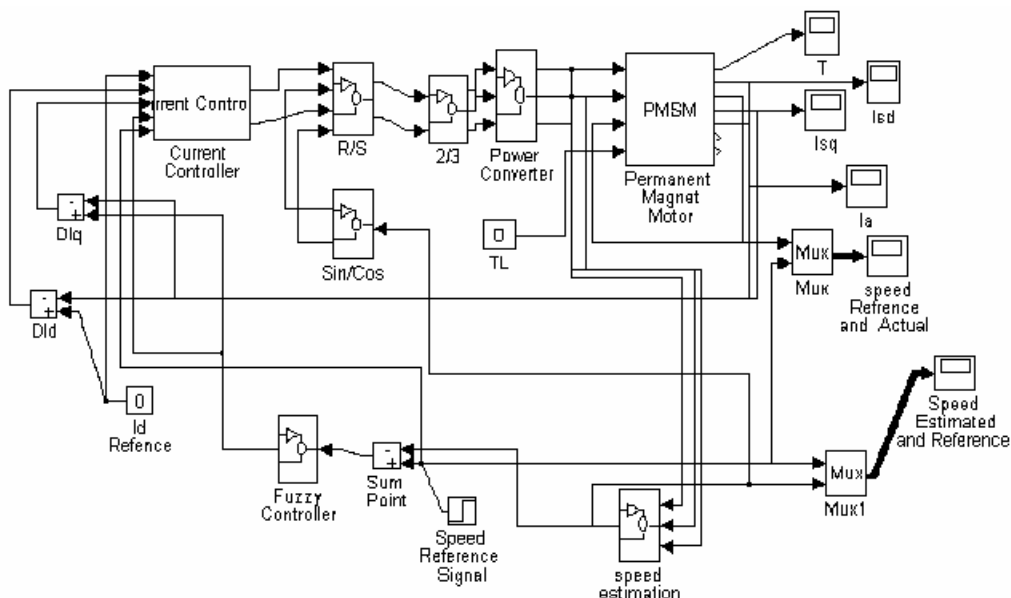 T
Isd
Isq
Ia
rrent Contro
Current
Controller
R/S
2/3
Power
Converter
PMSM
Permanent
Magnet
Motor
0
TL
Sin/Cos
DIq
DId
Mux
Mux
speed
Refrence
and Actual
0
Id
Refence
Fuzzy
Controller
Sum
Point
Speed
Reference
Signal
speed
estimation
Mux
Mux1
Speed
Estimated
and Reference